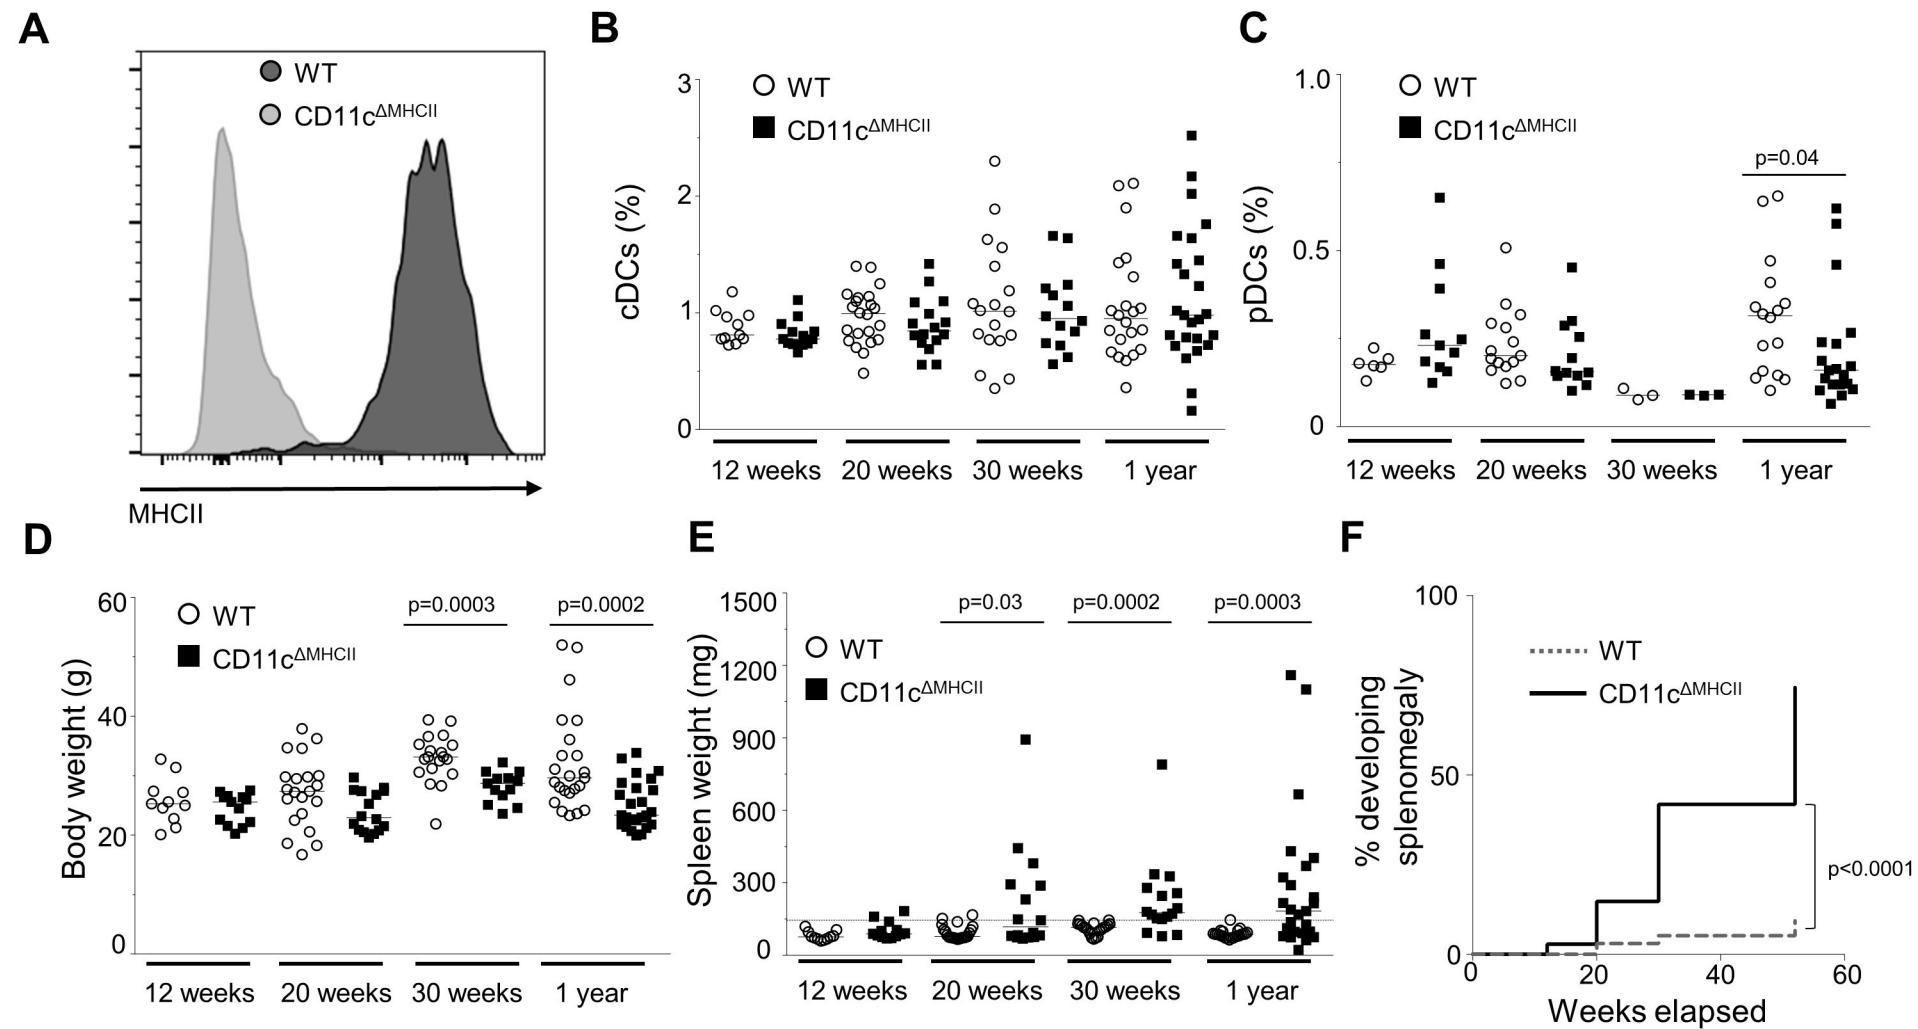 A
WT
CD11cΔMHCII
MHCII
B
3
2
1
0
cDCs (%)
WT
CD11cΔMHCII
12 weeks
20 weeks
30 weeks
1 year
C
1.0
0.5
0
pDCs (%)
WT
CD11cΔMHCII
p=0.04
12 weeks
20 weeks
30 weeks
1 year
D
60
40
20
0
Body weight (g)
WT
CD11cΔMHCII
p=0.0003
p=0.0002
12 weeks
20 weeks
30 weeks
1 year
E
1500
1200
900
600
300
0
Spleen weight (mg)
WT
CD11cΔMHCII
p=0.03
p=0.0002
p=0.0003
12 weeks
20 weeks
30 weeks
1 year
F
100
50
0
% developing
splenomegaly
WT
CD11cΔMHCII
p<0.0001
0
20
40
60
Weeks elapsed